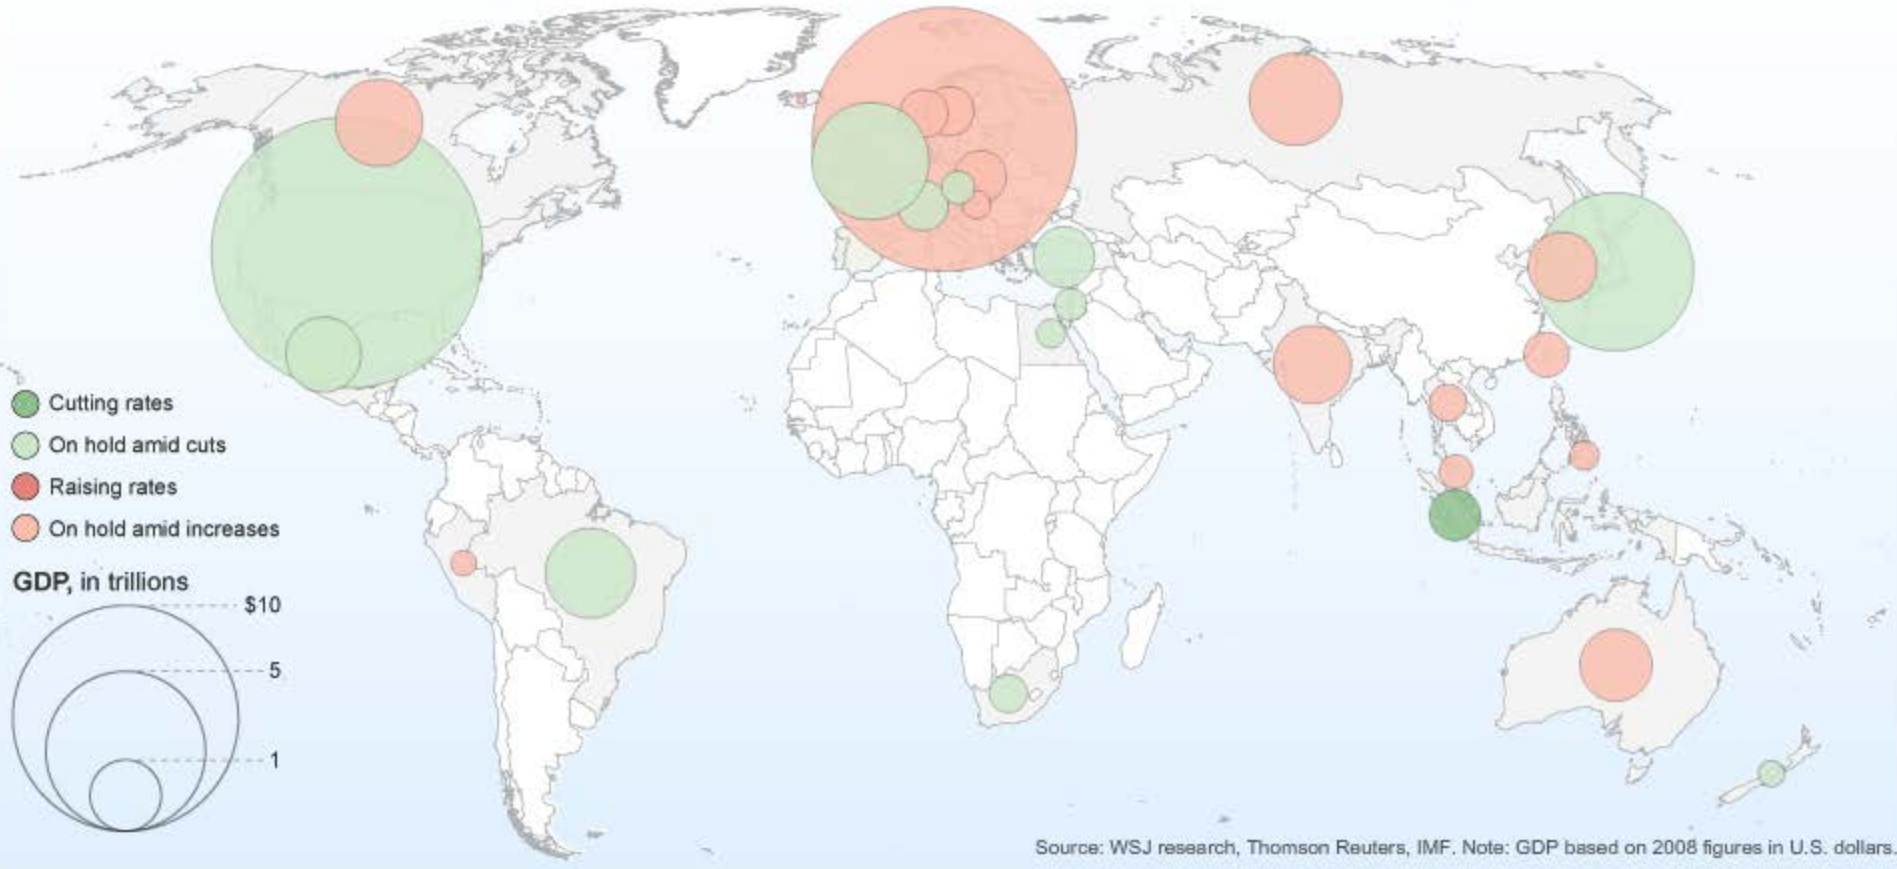 Cutting rates
On hold amid cuts
Raising rates
On hold amid increases
GDP, in trillions
$10
5
1
Source: WSJ research, Thomson Reuters, IMF. Note: GDP based on 2008 figures in U.S. dollars.